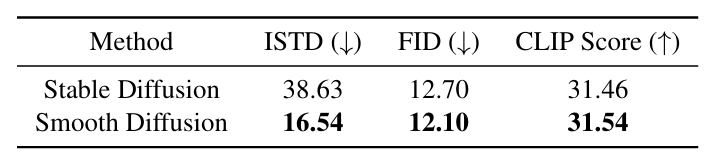 Method ISTD (↓) FID (↓) CLIP Score (↑)
Stable Diffusion 38.63 12.70 31.46
Smooth Diffusion 16.54 12.10 31.54